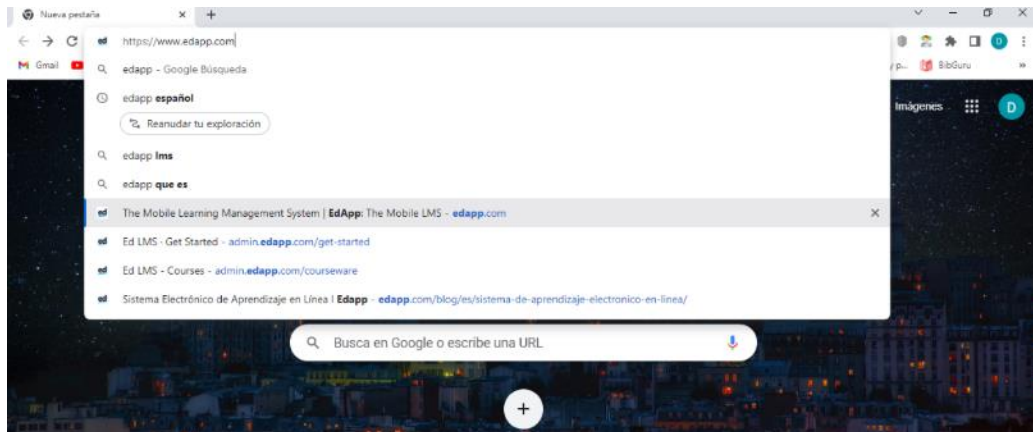 Nueva pestaña
https://www.edapp.com
Gmail
edapp - Google Búsqueda
y p...
BibGuru
»
edapp español
Imágenes
D
Reanudar tu exploración
edapp lms
edapp que es
The Mobile Learning Management System | EdApp: The Mobile LMS - edapp.com
Ed LMS · Get Started - admin.edapp.com/get-started
Ed LMS - Courses - admin.edapp.com/courseware
Sistema Electrónico de Aprendizaje en Línea I Edapp - edapp.com/blog/es/sistema-de-aprendizaje-electronico-en-linea/
Busca en Google o escribe una URL